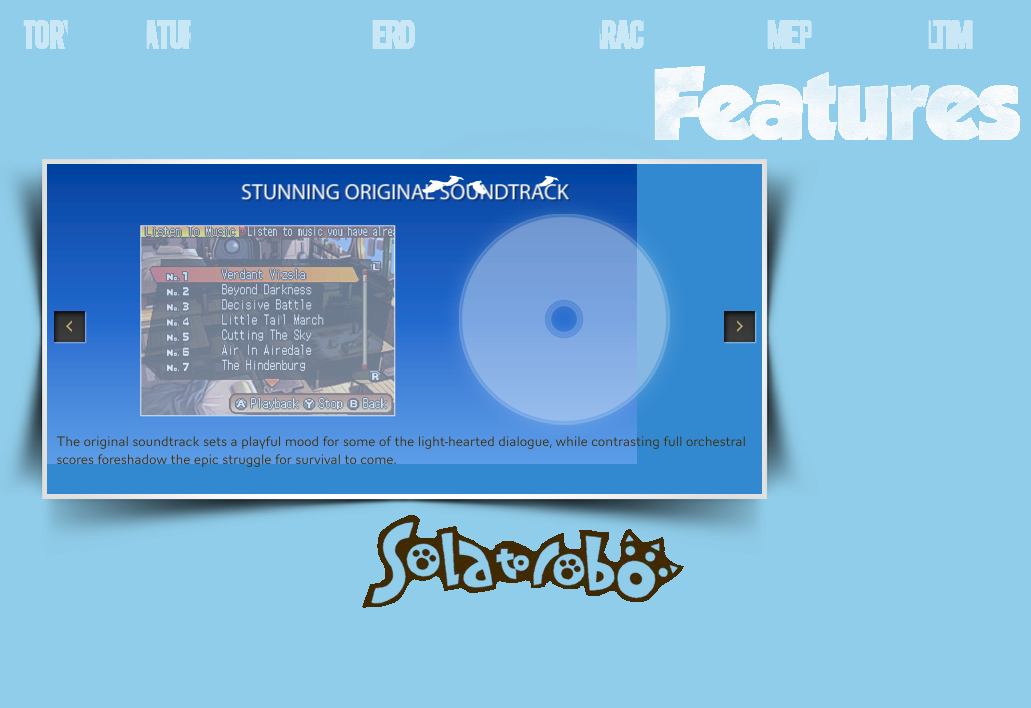 TORY ATUR ERO ARAC MEP LTIM
Features
STUNNING ORIGINAL SOUNDTRACK
Listen To Music Listen to music you have alre
L
No. 1 Verdant Vizsla
No. 2 Beyond Darkness
No. 3 Decisive Battle
No. 4 Little Tail March
No. 5 Cutting The Sky
No. 6 Air In Airedale
No. 7 The Hindenburg
R
A Playback Y Stop B Back
The original soundtrack sets a playful mood for some of the light-hearted dialogue, while contrasting full orchestral
scores foreshadow the epic struggle for survival to come.
Solatorobo